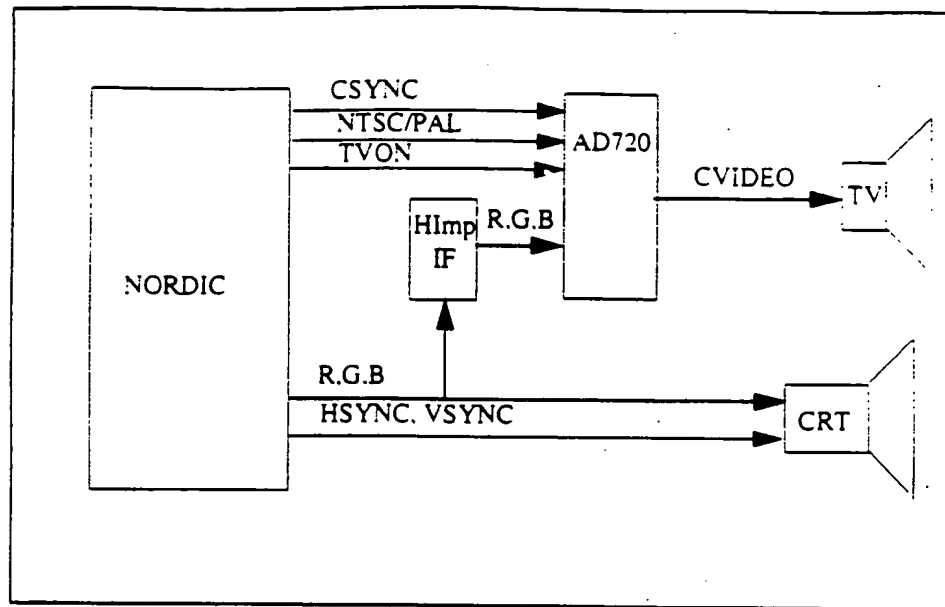 CSYNC
NTSC/PAL
TVON
AD720
CVIDEO
TV
HImp
IF
R.G.B
NORDIC
R.G.B
HSYNC. VSYNC
CRT